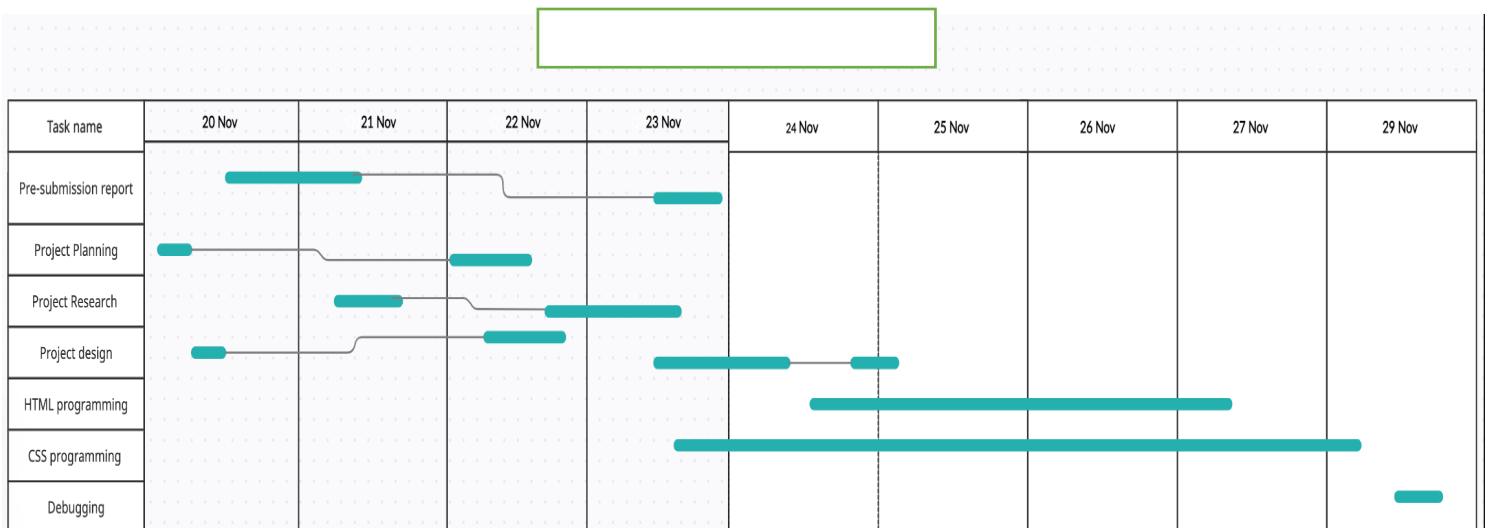 Task name
20 Nov
21 Nov
22 Nov
23 Nov
24 Nov
25 Nov
26 Nov
27 Nov
29 Nov
Pre-submission report
Project Planning
Project Research
Project design
HTML programming
CSS programming
Debugging